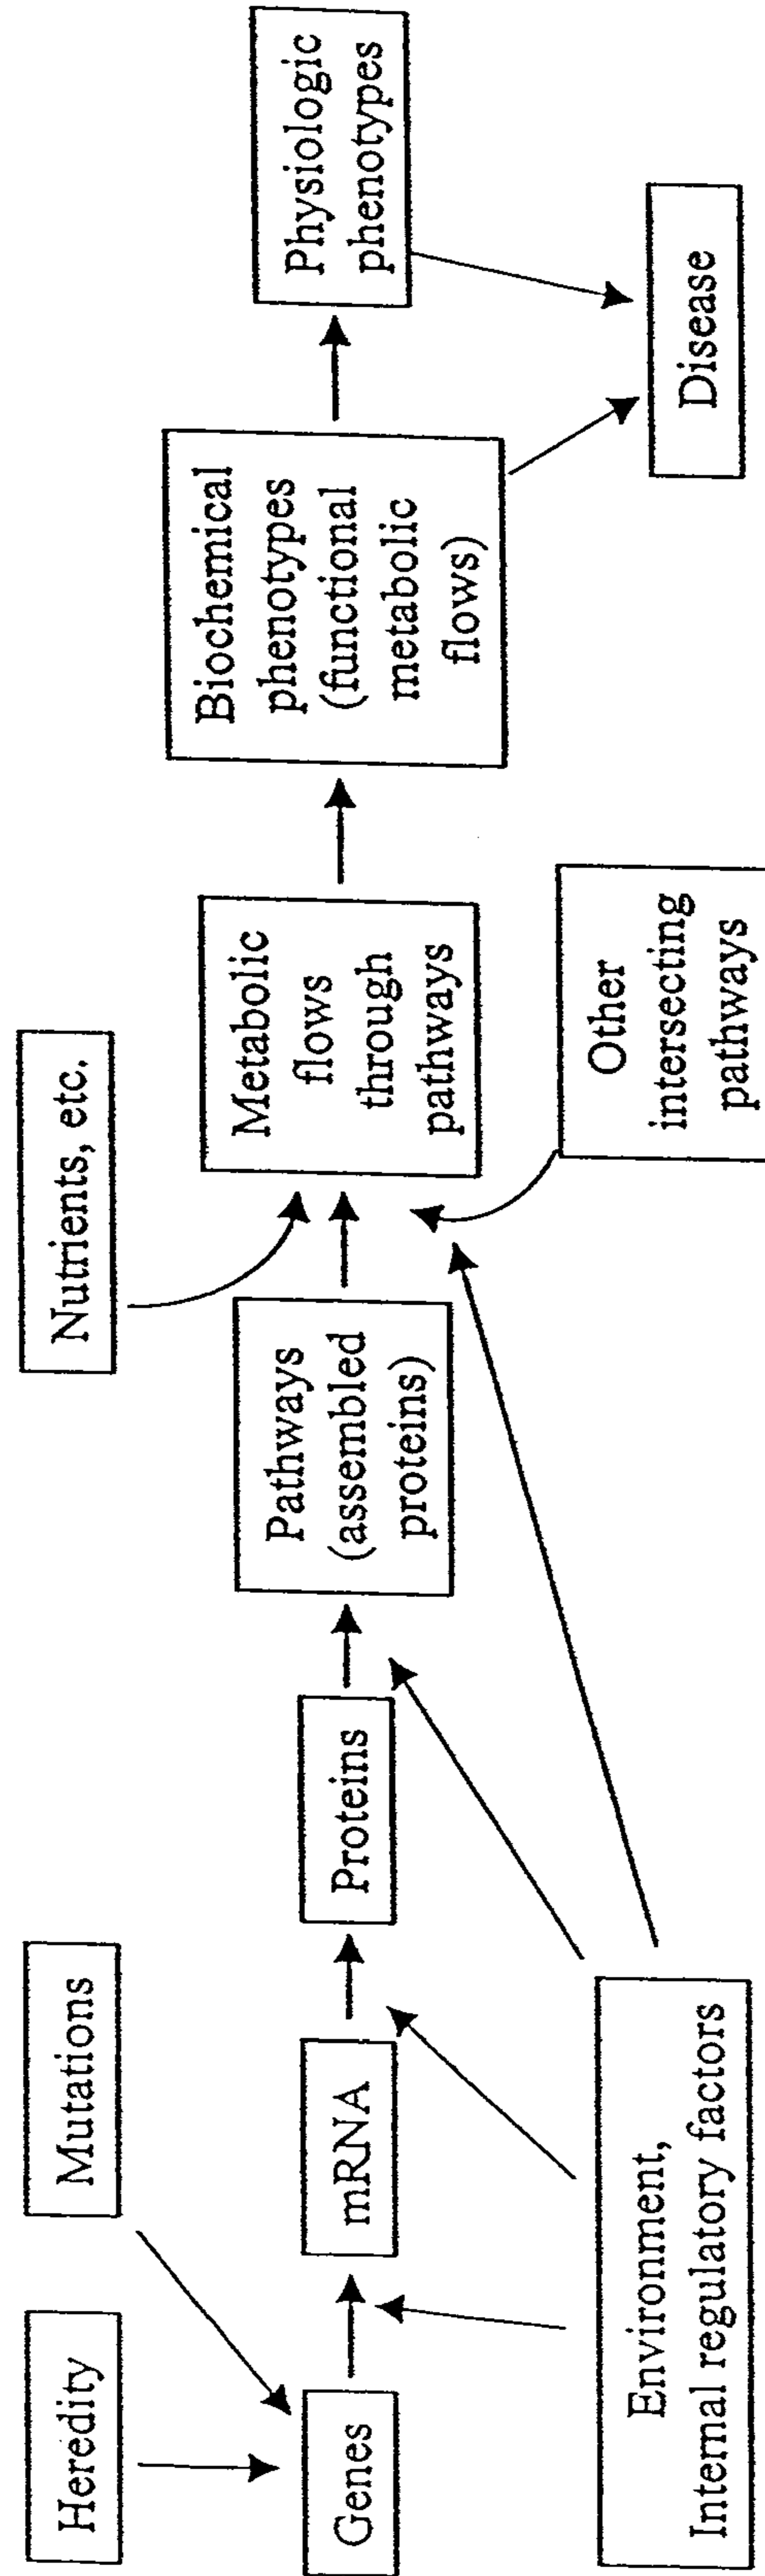 Heredity
Mutations
Nutrients, etc.
Genes
mRNA
Proteins
Pathways
(assembled
proteins)
Metabolic
flows
through
pathways
Biochemical
phenotypes
(functional
metabolic
flows)
Physiologic
phenotypes
Environment,
Internal regulatory factors
Other
intersecting
pathways
Disease